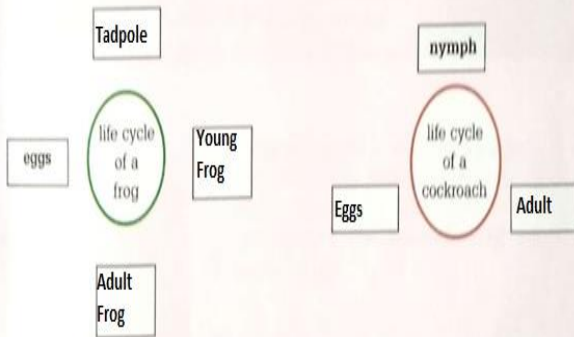 Tadpole
eggs
life cycle
of a
frog
Young
Frog
Adult
Frog
nymph
life cycle
of a
cockroach
Eggs
Adult